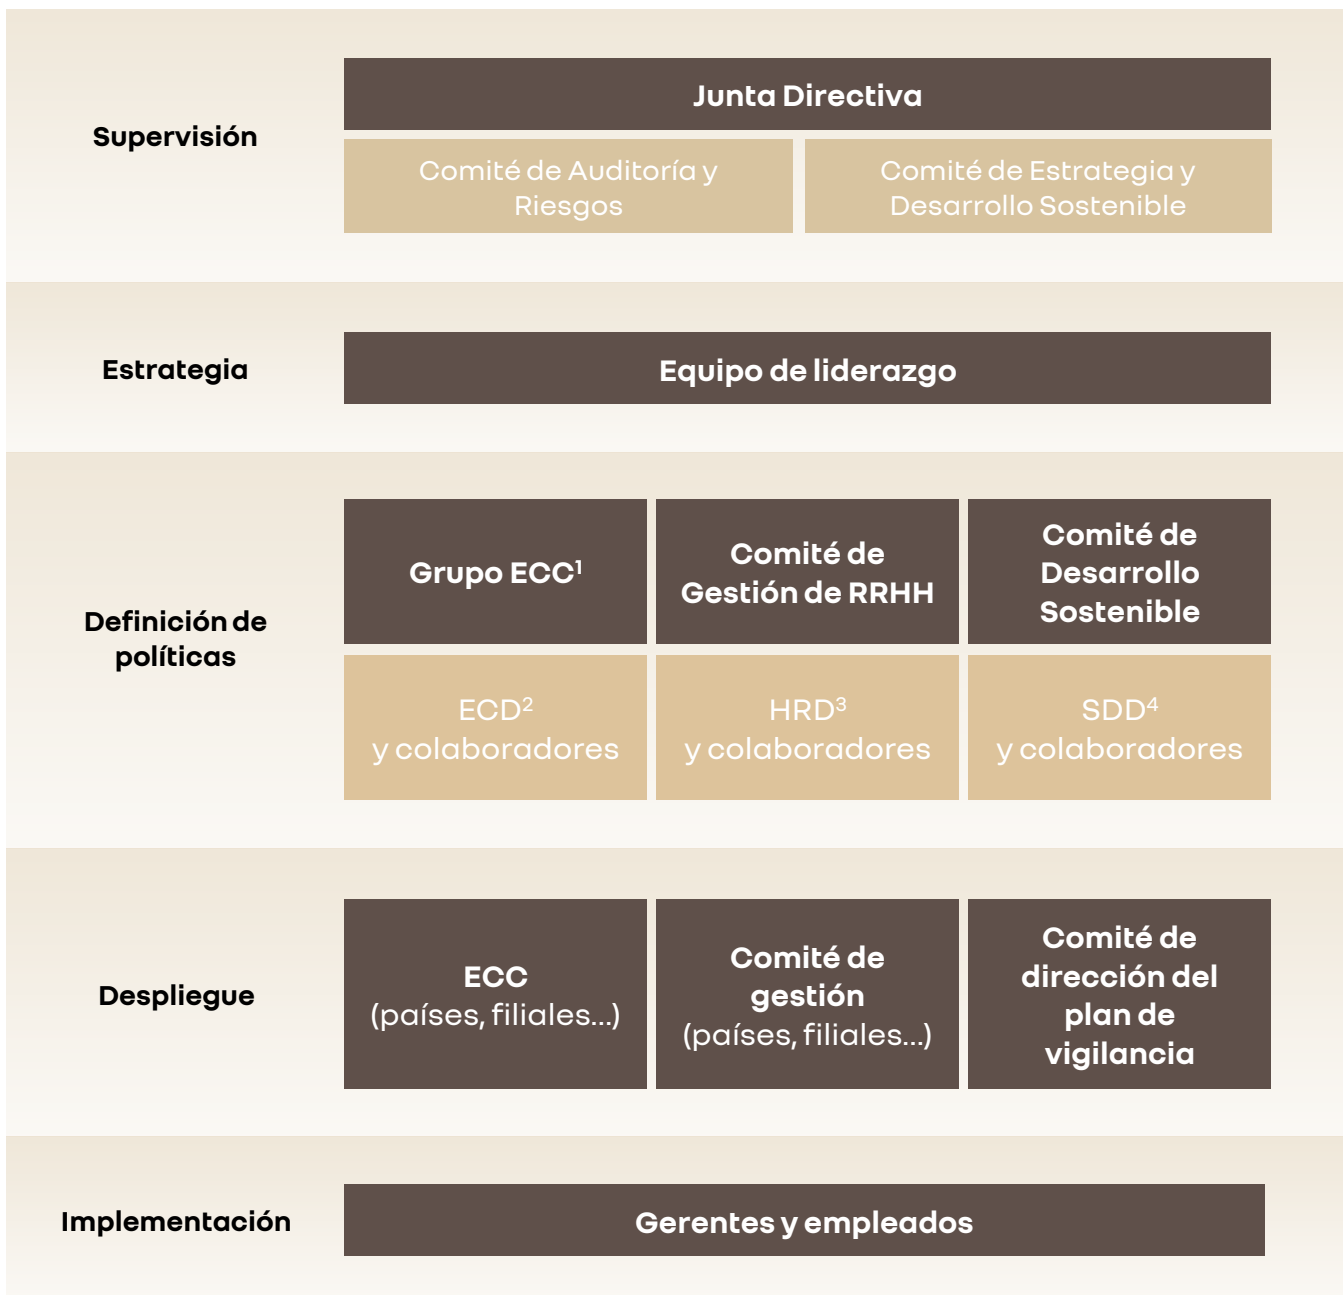 Supervisión
Junta Directiva
Comité de Auditoría y
Riesgos
Comité de Estrategia y
Desarrollo Sostenible
Estrategia
Equipo de liderazgo
Definición de
políticas
Grupo ECC¹
Comité de
Gestión de RRHH
Comité de
Desarrollo
Sostenible
ECD²
y colaboradores
HRD³
y colaboradores
SDD⁴
y colaboradores
Despliegue
ECC
(países, filiales...)
Comité de
gestión
(países, filiales...)
Comité de
dirección del
plan de
vigilancia
Implementación
Gerentes y empleados